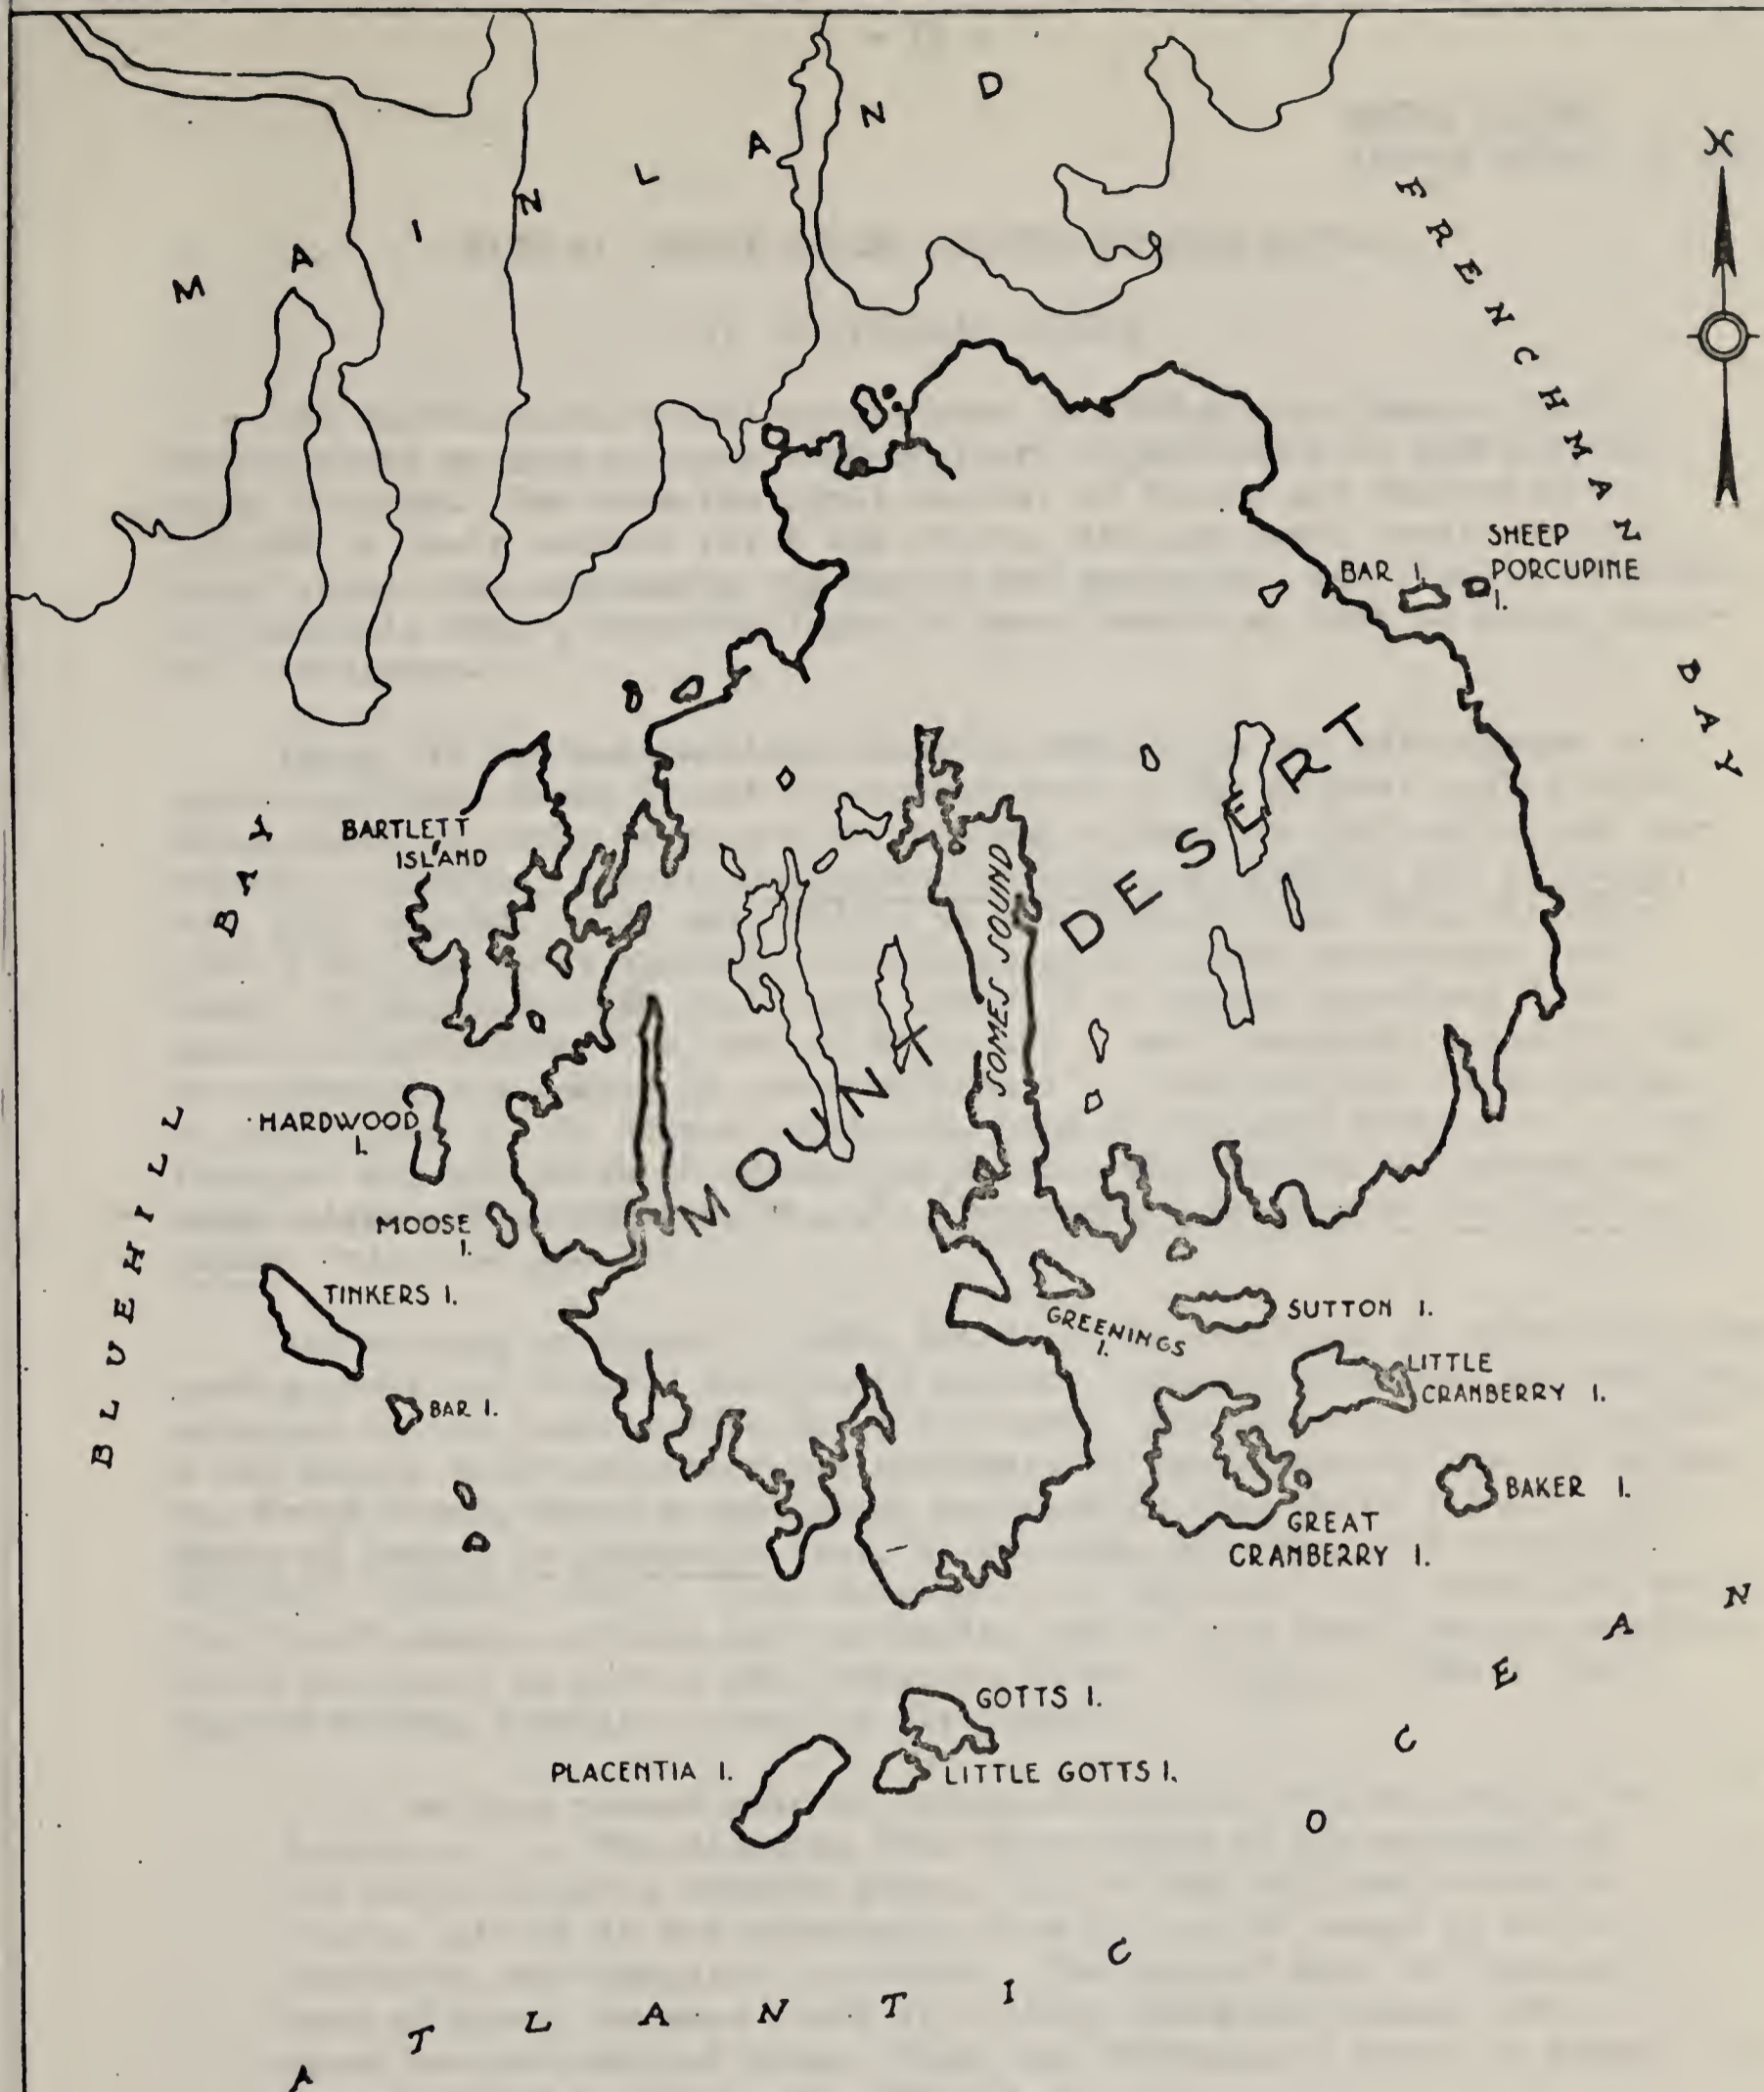 MAINLAND
FRENCHMAN
BAY
N
SHEEP
PORCUPINE
I.
BAR I.
MOUNT DESERT
SOMES SOUND
BARTLETT
ISLAND
BLUEHILL
BAY
HARDWOOD
I.
MOOSE
I.
TINKERS I.
BAR I.
GREENINGS
I.
SUTTON I.
LITTLE
CRANBERRY I.
BAKER I.
GREAT
CRANBERRY I.
GOTTS I.
LITTLE GOTTS I.
PLACENTIA I.
ATLANTIC OCEAN